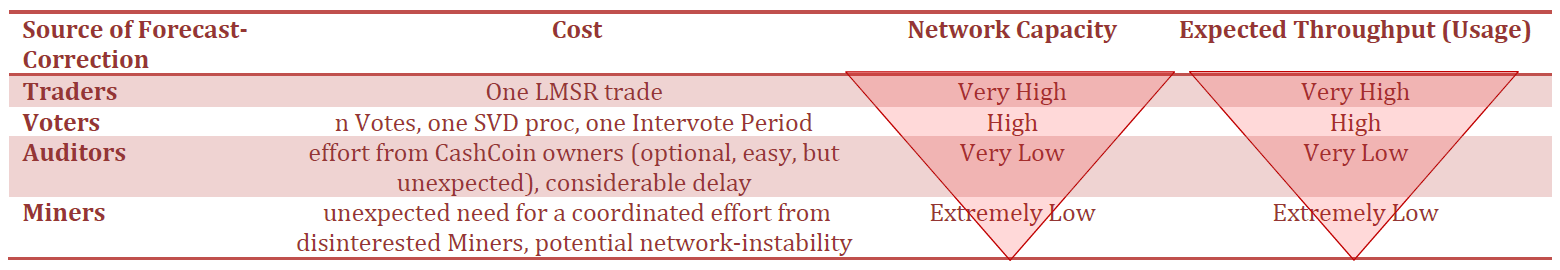 Source of Forecast- Cost Network Capacity Expected Throughput (Usage)
Correction
Traders One LMSR trade Very High Very High
Voters n Votes, one SVD proc, one Intervote Period High High
Auditors effort from CashCoin owners (optional, easy, but Very Low Very Low
unexpected), considerable delay
Miners unexpected need for a coordinated effort from Extremely Low Extremely Low
disinterested Miners, potential network-instability